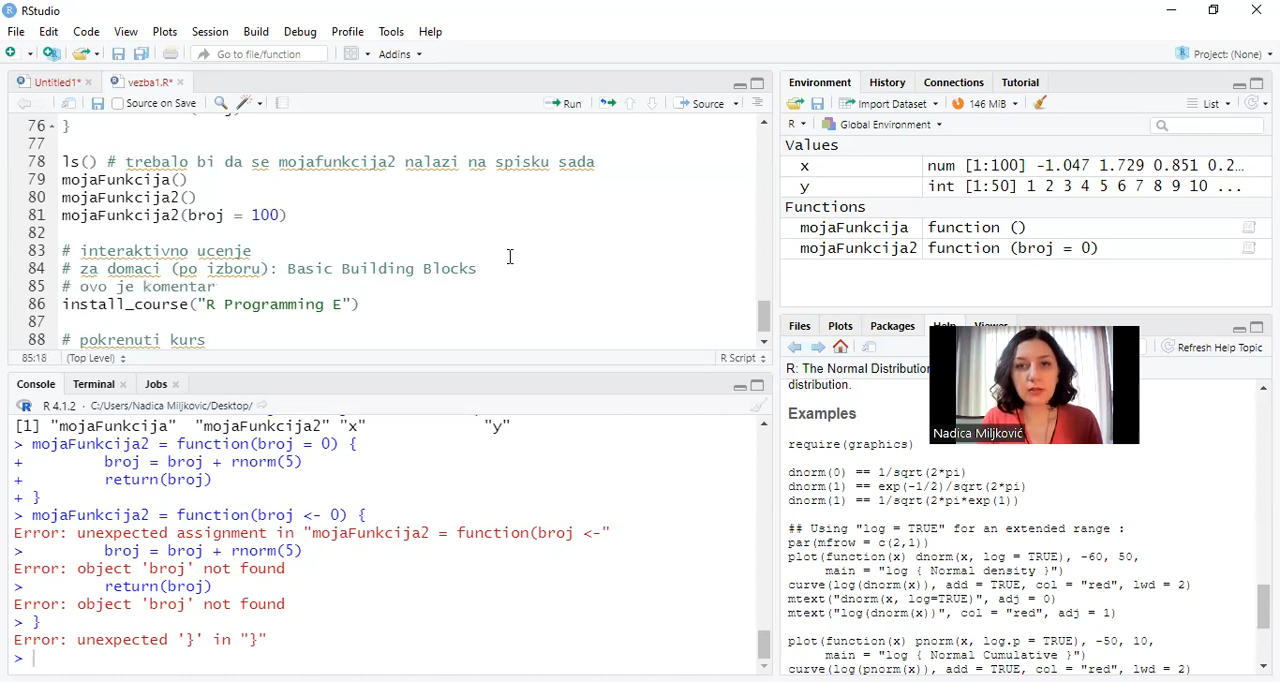 RStudio
File Edit Code View Plots Session Build Debug Profile Tools Help
Go to file/function Addins Project: (None)
Untitled1* vezba1.R*
Source on Save Run Source
76 }
77
78 ls() # trebalo bi da se mojafunkcija2 nalazi na spisku sada
79 mojaFunkcija()
80 mojaFunkcija2()
81 mojaFunkcija2(broj = 100)
82
83 # interaktivno ucenje
84 # za domaci (po izboru): Basic Building Blocks
85 # ovo je komentar
86 install_course("R Programming E")
87
88 # pokrenuti kurs
85:18 (Top Level) R Script
Console Terminal Jobs
R 4.1.2 · C:/Users/Nadica Miljkovic/Desktop/
[1] "mojaFunkcija" "mojaFunkcija2" "x" "y"
> mojaFunkcija2 = function(broj = 0) {
+ broj = broj + rnorm(5)
+ return(broj)
+ }
> mojaFunkcija2 = function(broj <- 0) {
Error: unexpected assignment in "mojaFunkcija2 = function(broj <-"
> broj = broj + rnorm(5)
Error: object 'broj' not found
> return(broj)
Error: object 'broj' not found
> }
Error: unexpected '}' in "}"
>
Environment History Connections Tutorial
Import Dataset 146 MiB List
R Global Environment
Values
x num [1:100] -1.047 1.729 0.851 0.2...
y int [1:50] 1 2 3 4 5 6 7 8 9 10 ...
Functions
mojaFunkcija function ()
mojaFunkcija2 function (broj = 0)
Files Plots Packages Help Viewer
Refresh Help Topic
R: The Normal Distribution
distribution.
Examples
require(graphics)
dnorm(0) == 1/sqrt(2*pi)
dnorm(1) == exp(-1/2)/sqrt(2*pi)
dnorm(1) == 1/sqrt(2*pi*exp(1))
## Using "log = TRUE" for an extended range :
par(mfrow = c(2,1))
plot(function(x) dnorm(x, log = TRUE), -60, 50,
main = "log { Normal density }")
curve(log(dnorm(x)), add = TRUE, col = "red", lwd = 2)
mtext("dnorm(x, log=TRUE)", adj = 0)
mtext("log(dnorm(x))", col = "red", adj = 1)
plot(function(x) pnorm(x, log.p = TRUE), -50, 10,
main = "log { Normal Cumulative }")
curve(log(pnorm(x)), add = TRUE, col = "red", lwd = 2)
Nadica Miljković